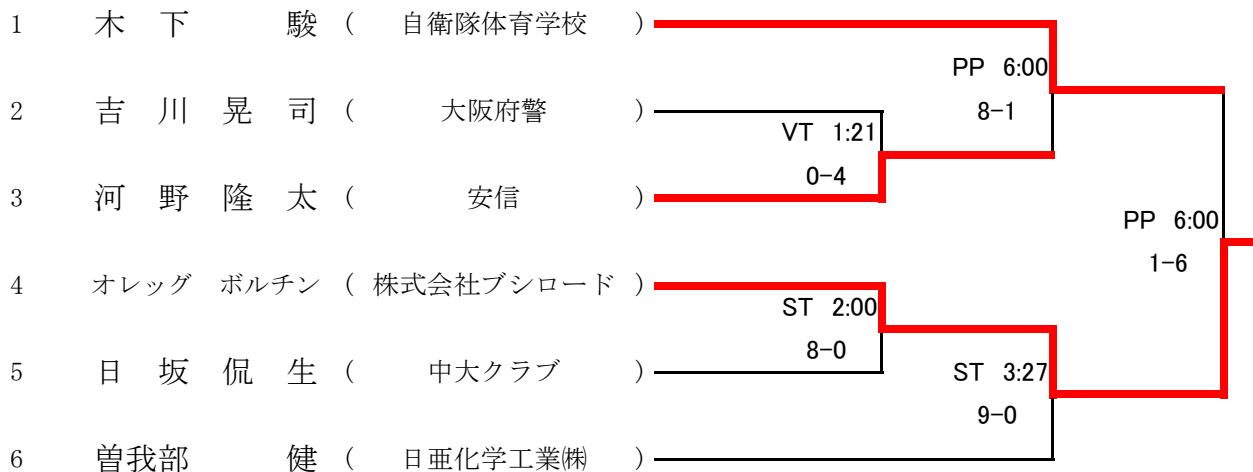 1 木下 駿 ( 自衛隊体育学校 )
PP 6:00
8-1
2 吉川晃司 ( 大阪府警 )
VT 1:21
0-4
3 河野隆太 ( 安信 )
PP 6:00
1-6
4 オレッグ ボルチン ( 株式会社ブシロード )
ST 2:00
8-0
5 日坂侃生 ( 中大クラブ )
ST 3:27
9-0
6 曽我部 健 ( 日亜化学工業㈱ )